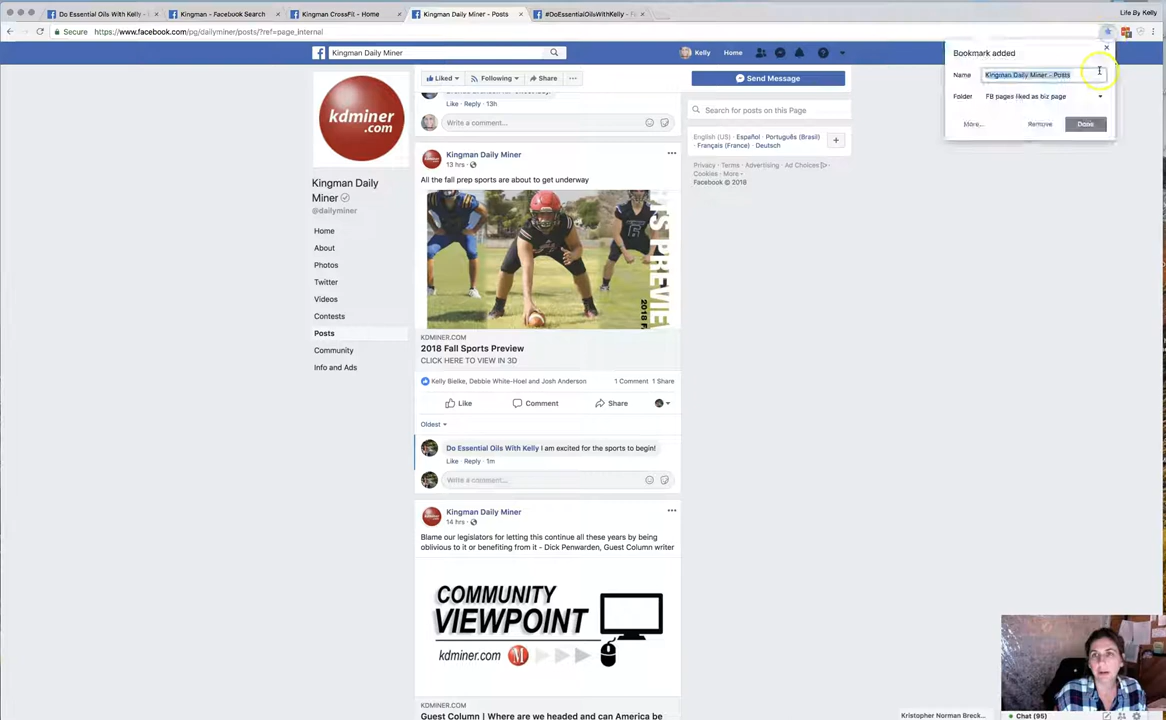 Do Essential Oils With Kelly -
Kingman - Facebook Search
Kingman CrossFit - Home
Kingman Daily Miner - Posts
#DoEssentialOilsWithKelly - F
Life By Kelly
Secure
https://www.facebook.com/pg/dailyminer/posts/?ref=page_internal
Kingman Daily Miner
Kelly
Home
Bookmark added
Name
Kingman Daily Miner - Posts
Folder
FB pages liked as biz page
More...
Remove
Done
Liked
Following
Share
Send Message
kdminer
.com
Kingman Daily
Miner
@dailyminer
Home
About
Photos
Twitter
Videos
Contests
Posts
Community
Info and Ads
Like · Reply · 13h
Write a comment...
Kingman Daily Miner
13 hrs ·
All the fall prep sports are about to get underway
KDMINER.COM
2018 Fall Sports Preview
CLICK HERE TO VIEW IN 3D
Kelly Bielke, Debbie White-Hoel and Josh Anderson
1 Comment 1 Share
Like
Comment
Share
Oldest
Do Essential Oils With Kelly I am excited for the sports to begin!
Like · Reply · 1m
Write a comment...
Kingman Daily Miner
14 hrs ·
Blame our legislators for letting this continue all these years by being
oblivious to it or benefiting from it - Dick Penwarden, Guest Column writer
COMMUNITY
VIEWPOINT
kdminer.com
M
KDMINER.COM
Guest Column | Where are we headed and can America be
Search for posts on this Page
English (US) · Español · Português (Brasil) ·
Français (France) · Deutsch
Privacy · Terms · Advertising · Ad Choices ·
Cookies · More
Facebook © 2018
Kristopher Norman Breck...
Chat (95)